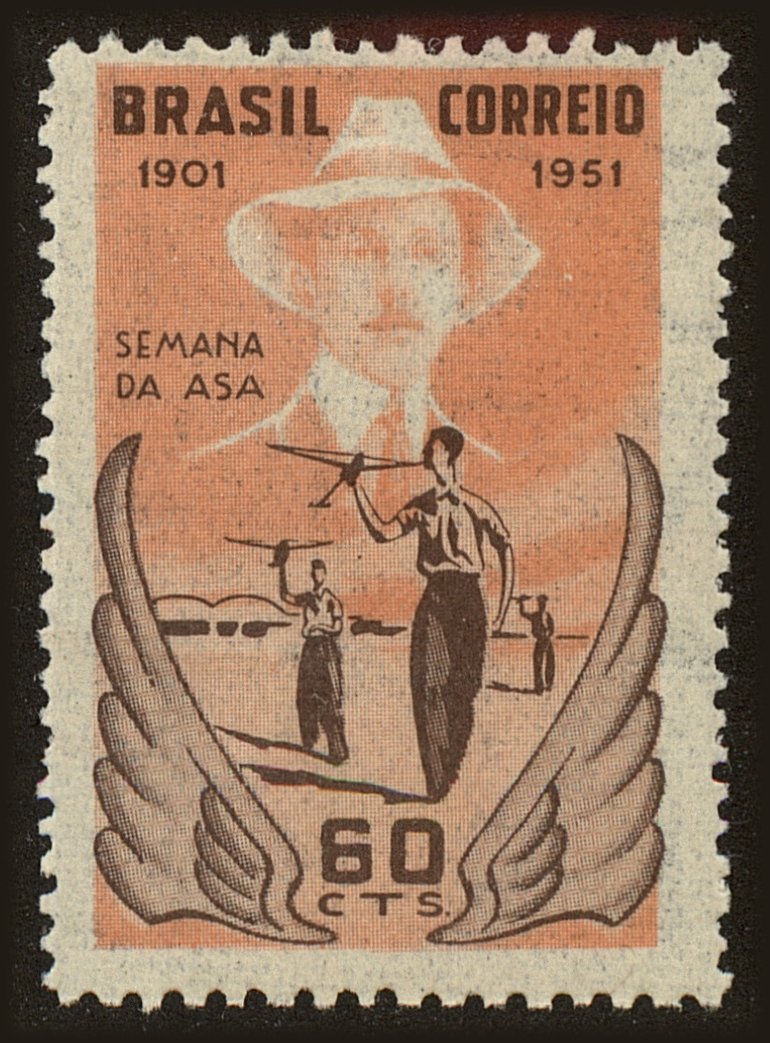 BRASIL CORREIO
1901 1951
SEMANA
DA ASA
60
CTS.